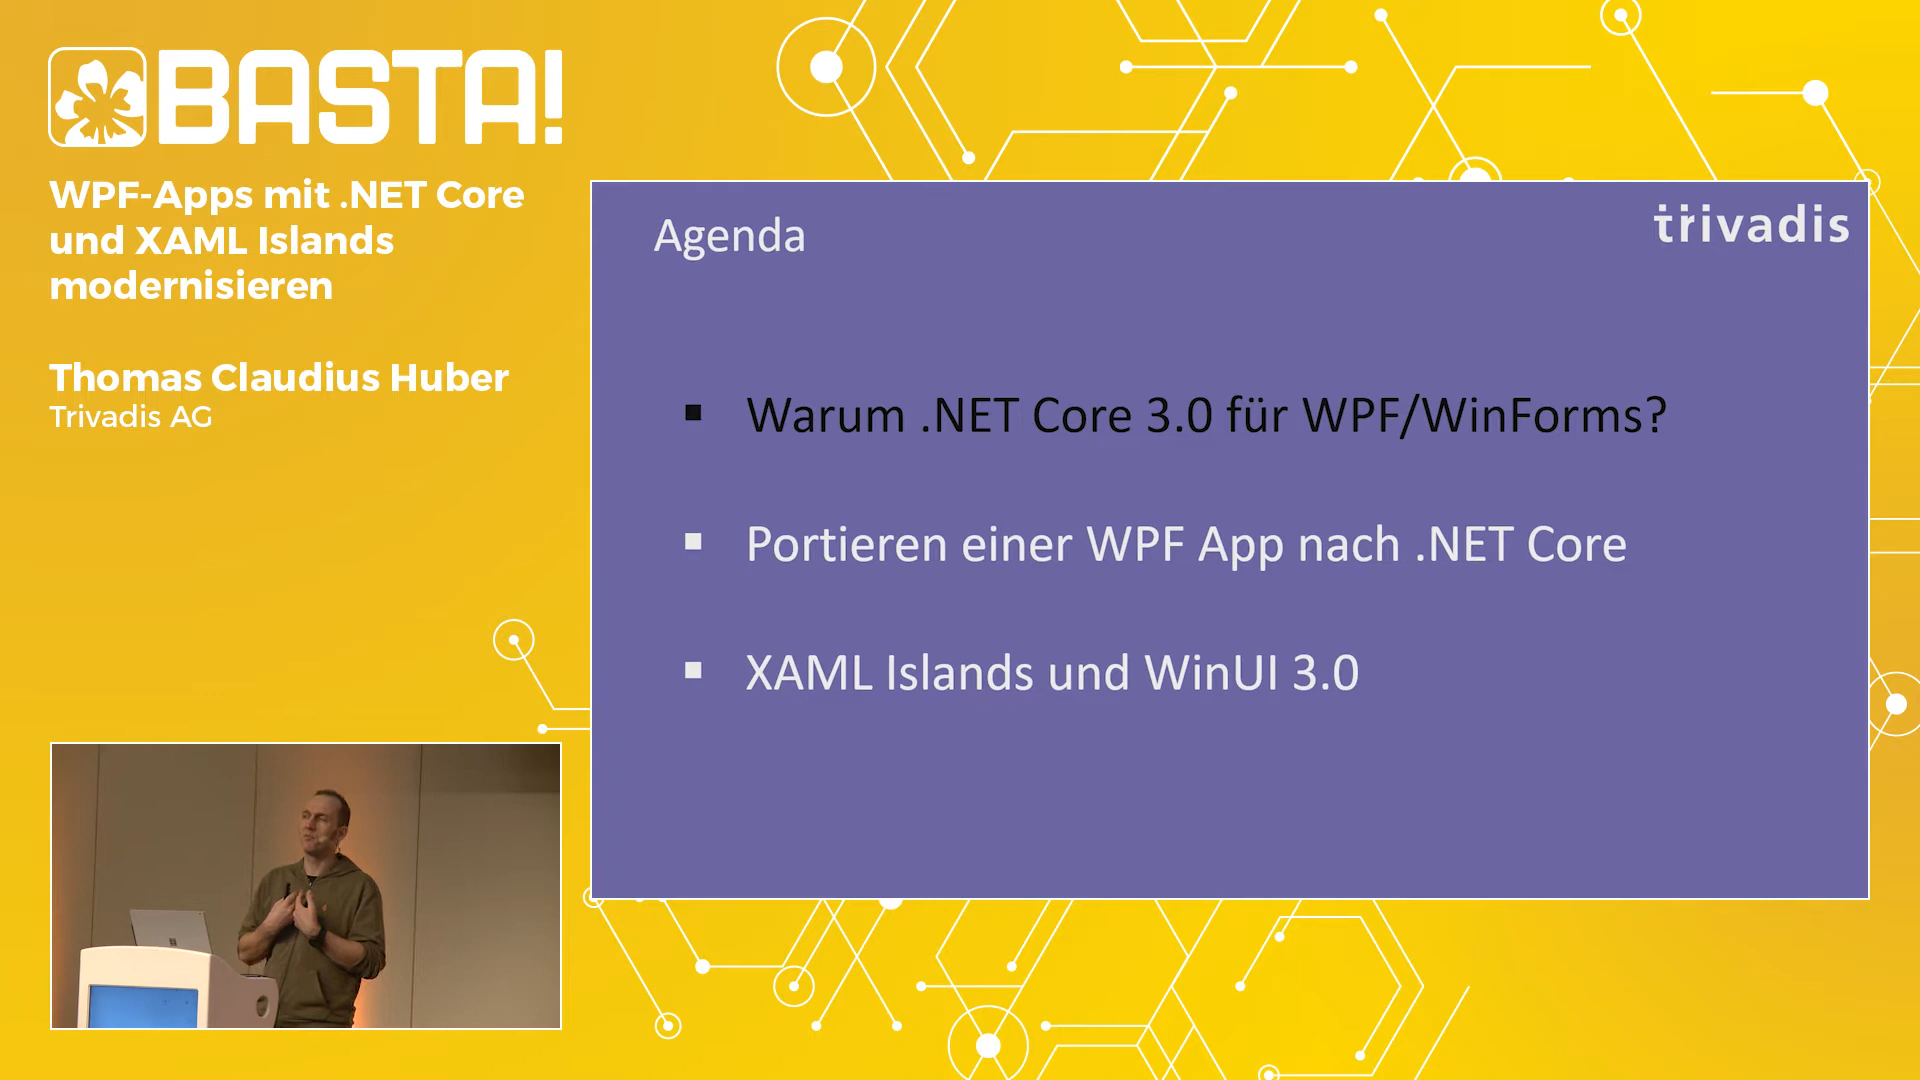 BASTA!
WPF-Apps mit .NET Core
und XAML Islands
modernisieren
Thomas Claudius Huber
Trivadis AG
Agenda
trivadis
Warum .NET Core 3.0 für WPF/WinForms?
Portieren einer WPF App nach .NET Core
XAML Islands und WinUI 3.0